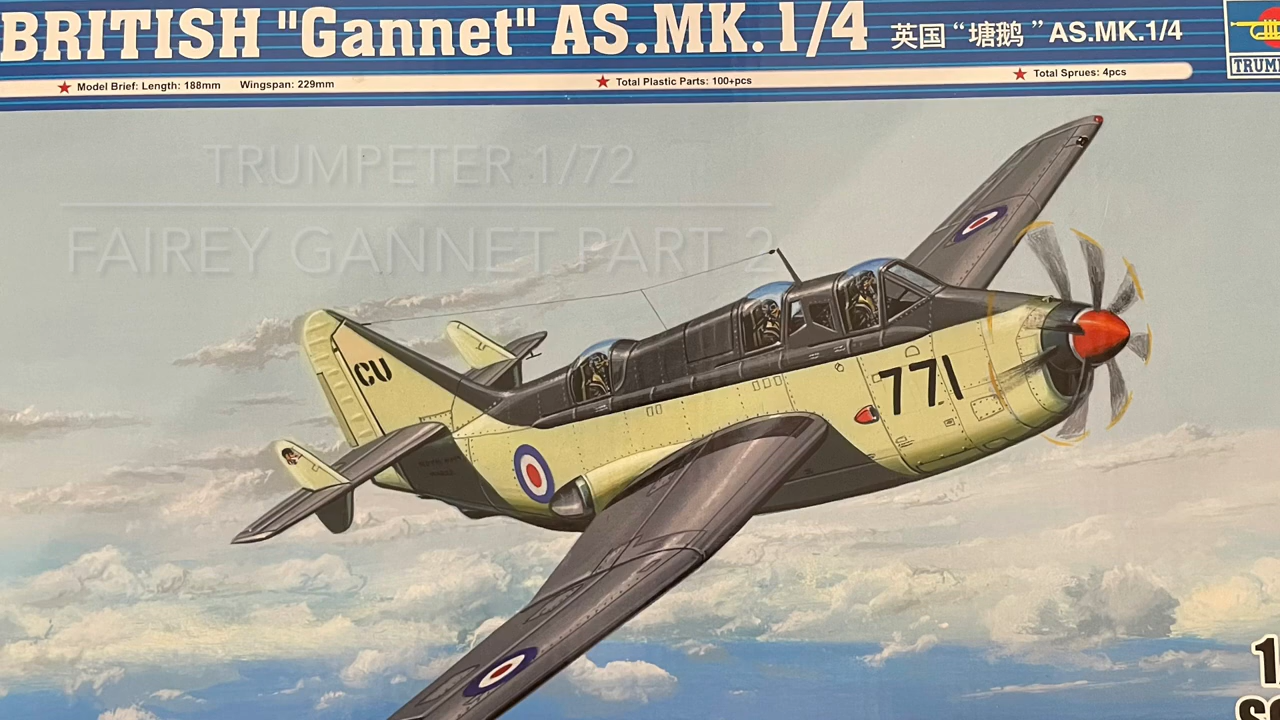 BRITISH "Gannet" AS.MK.1/4 英国“塘鹅”AS.MK.1/4
TRUM
★ Model Brief: Length: 188mm Wingspan: 229mm ★ Total Plastic Parts: 100+pcs ★ Total Sprues: 4pcs
TRUMPETER 1/72
FAIREY GANNET PART 2
CU
771